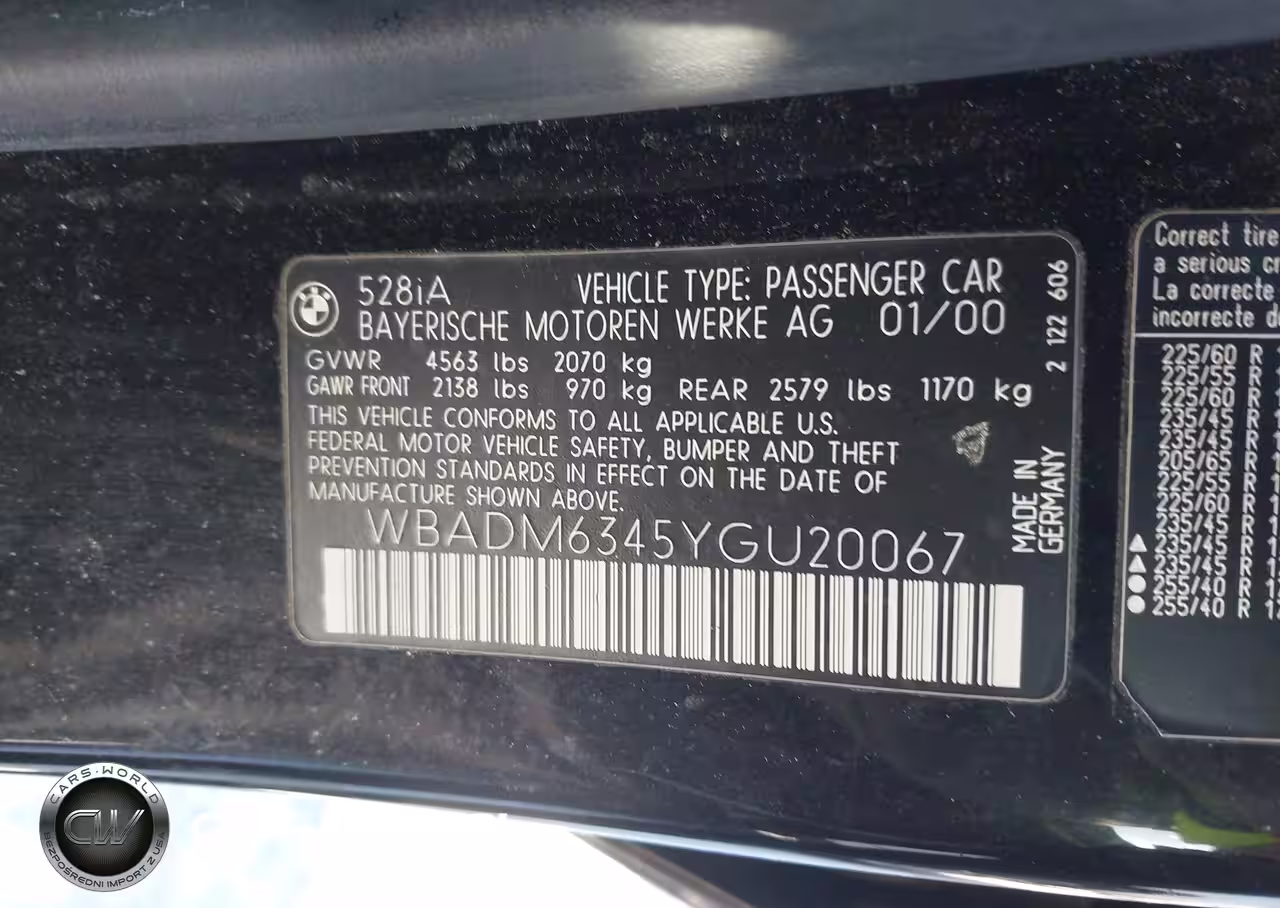 528iA VEHICLE TYPE: PASSENGER CAR
BAYERISCHE MOTOREN WERKE AG 01/00
GVWR 4563 lbs 2070 kg
GAWR FRONT 2138 lbs 970 kg REAR 2579 lbs 1170 kg
THIS VEHICLE CONFORMS TO ALL APPLICABLE U.S.
FEDERAL MOTOR VEHICLE SAFETY, BUMPER AND THEFT
PREVENTION STANDARDS IN EFFECT ON THE DATE OF
MANUFACTURE SHOWN ABOVE.
WBADM6345YGU20067
2 122 606
MADE IN
GERMANY
Correct tire
a serious
La correcte
incorrecte
225/60 R
225/55 R
225/60 R
235/45 R
235/45 R
205/65 R
225/55 R
225/60 R
235/45 R
235/45 R
235/45 R
255/40 R
255/40 R
CARS·WORLD
CW
BEZPOŚREDNI IMPORT Z USA